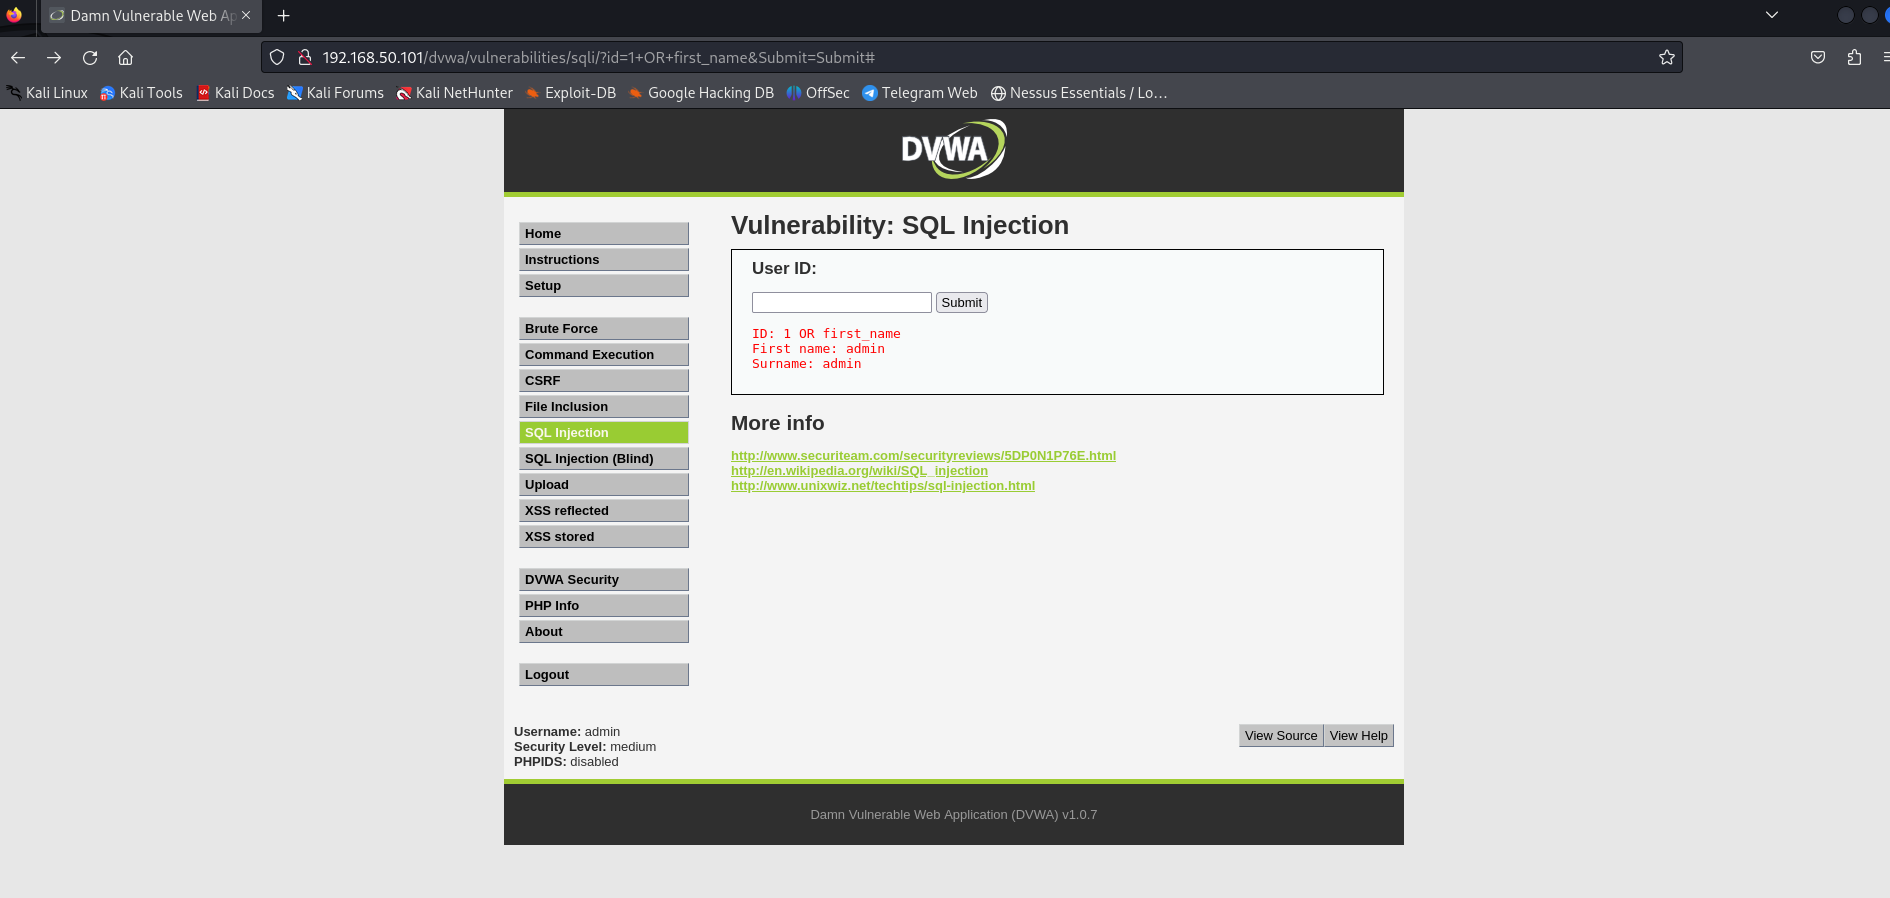 Damn Vulnerable Web Ap
192.168.50.101/dvwa/vulnerabilities/sqli/?id=1+OR+first_name&Submit=Submit#
Kali Linux Kali Tools Kali Docs Kali Forums Kali NetHunter Exploit-DB Google Hacking DB OffSec Telegram Web Nessus Essentials / Lo…
DVWA
Home
Instructions
Setup
Brute Force
Command Execution
CSRF
File Inclusion
SQL Injection
SQL Injection (Blind)
Upload
XSS reflected
XSS stored
DVWA Security
PHP Info
About
Logout
Vulnerability: SQL Injection
User ID:
Submit
ID: 1 OR first_name
First name: admin
Surname: admin
More info
http://www.securiteam.com/securityreviews/5DP0N1P76E.html
http://en.wikipedia.org/wiki/SQL_injection
http://www.unixwiz.net/techtips/sql-injection.html
Username: admin
Security Level: medium
PHPIDS: disabled
View Source View Help
Damn Vulnerable Web Application (DVWA) v1.0.7